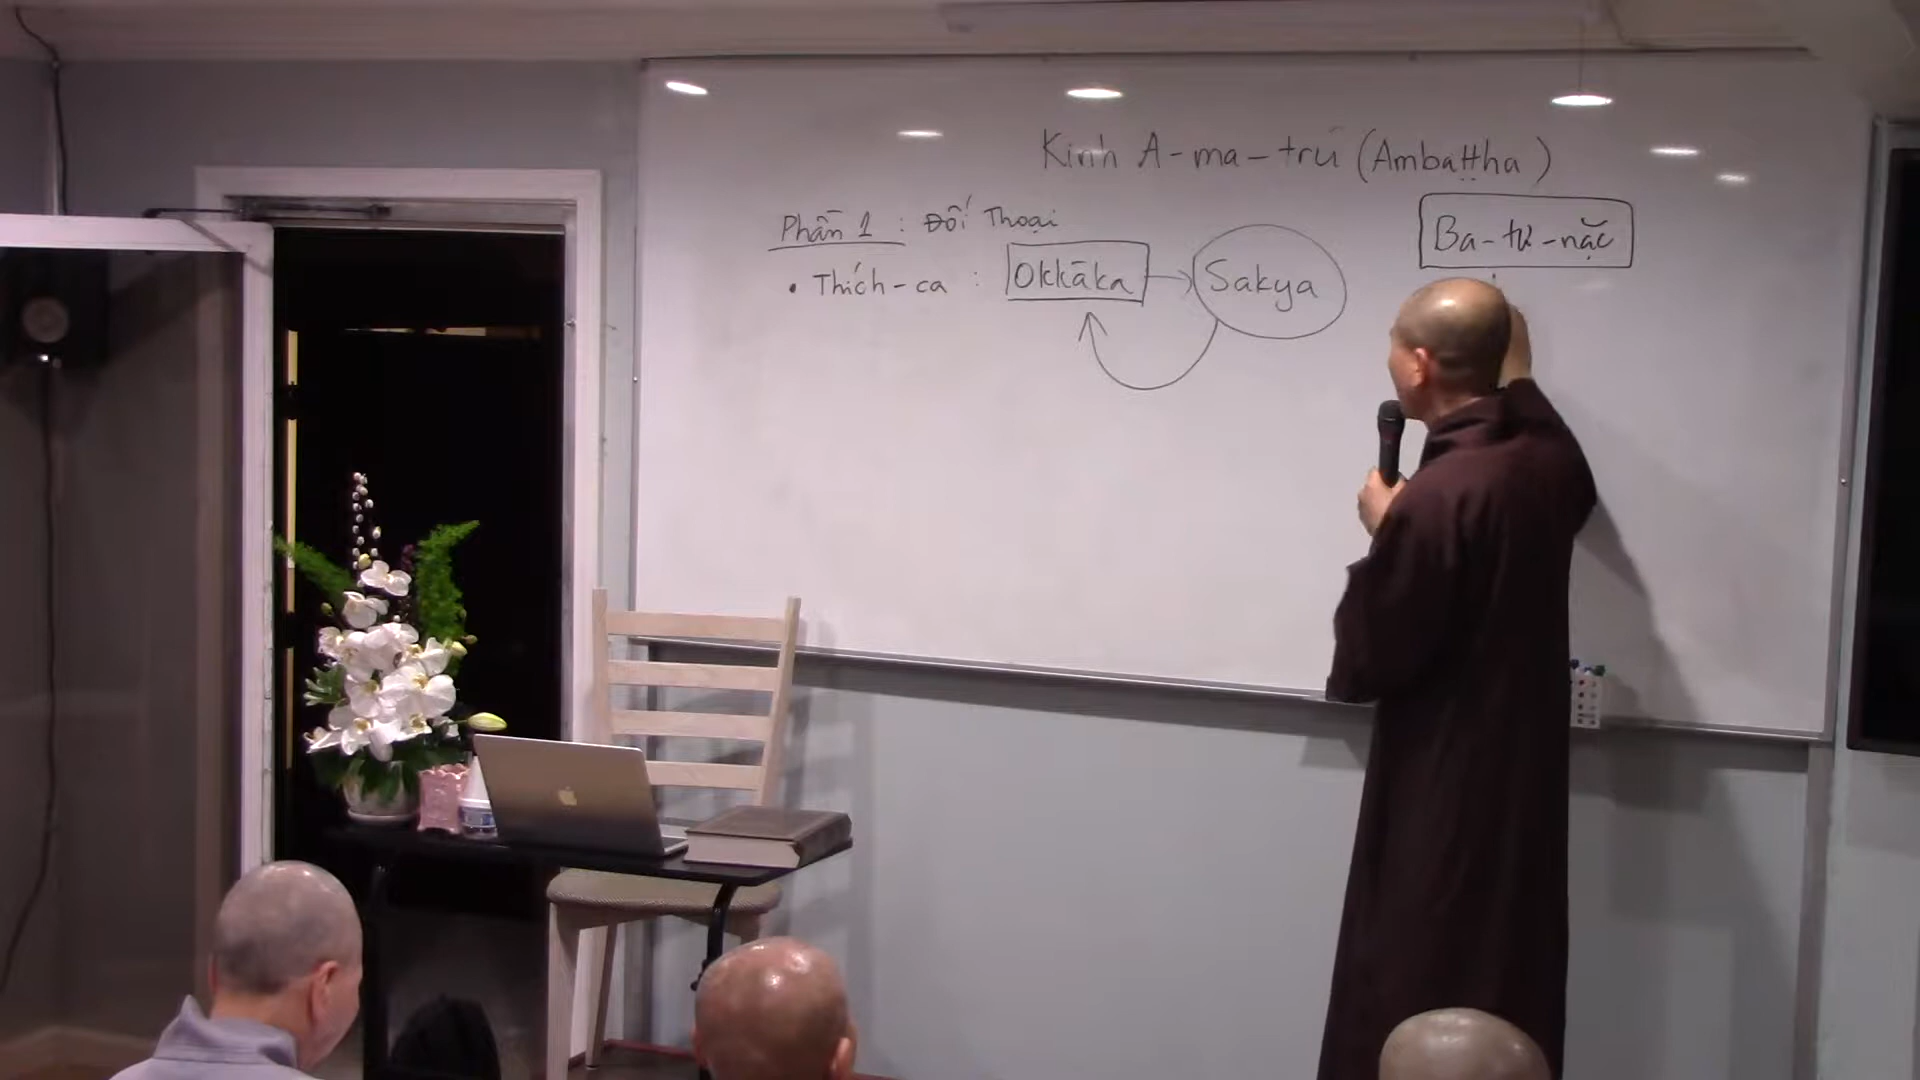 Kinh A-ma-trú (Ambaṭṭha)
Ba-tư-nặc
Phần 1 : Đối Thoại
• Thích-ca : Okkāka → Sakya